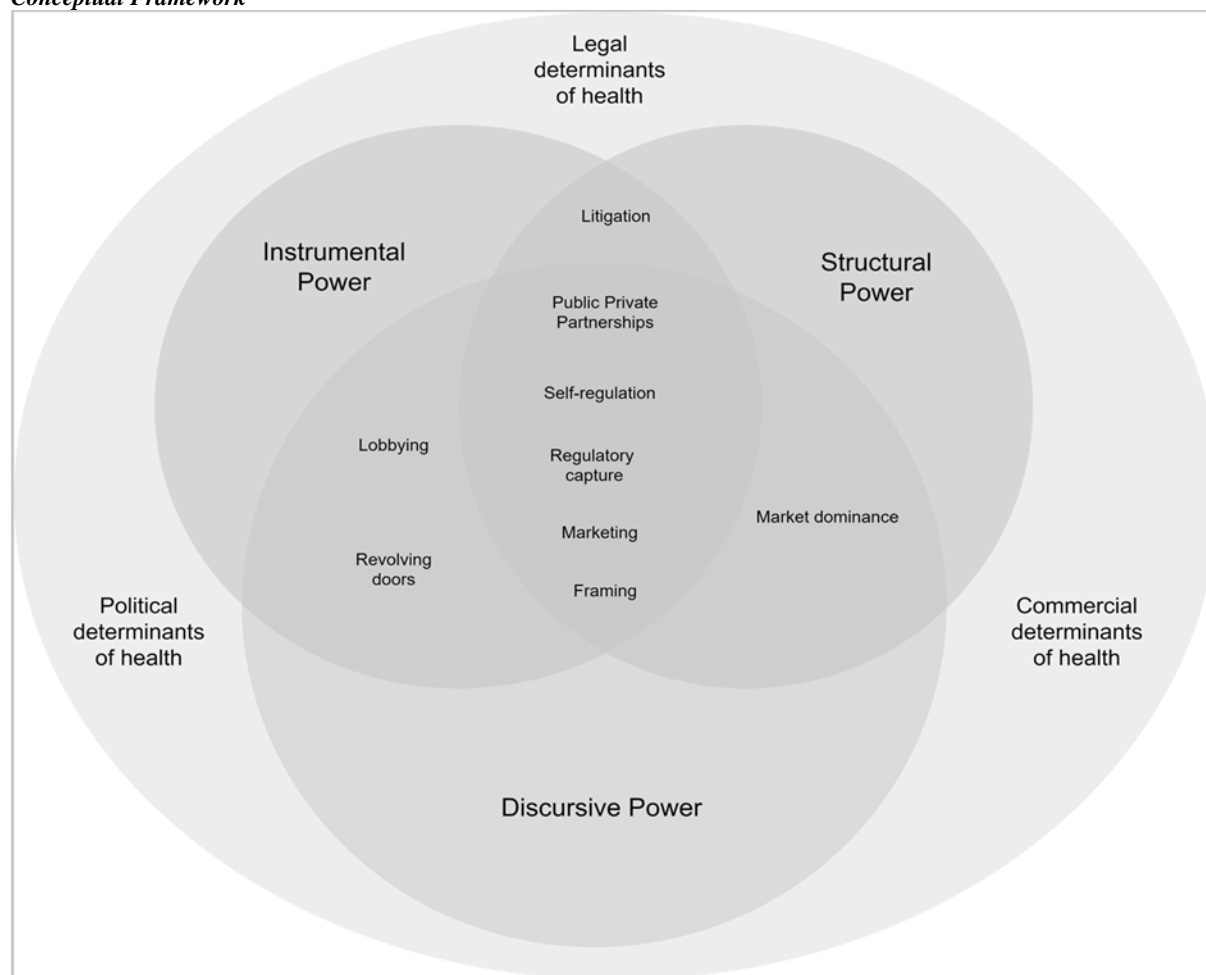 Conceptual Framework
Legal
determinants
of health
Litigation
Instrumental
Power
Structural
Power
Public Private
Partnerships
Self-regulation
Lobbying
Regulatory
capture
Market dominance
Marketing
Revolving
doors
Framing
Political
determinants
of health
Commercial
determinants
of health
Discursive Power